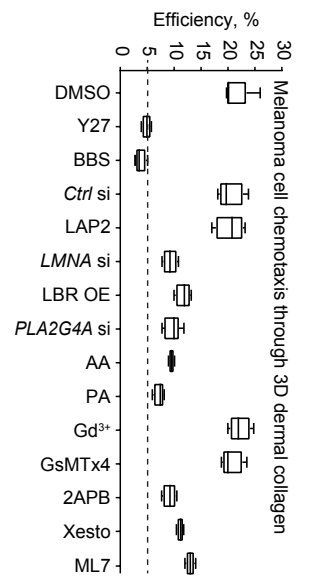 Efficiency, %
0 5 10 15 20 25 30
Melanoma cell chemotaxis through 3D dermal collagen
DMSO
Y27
BBS
Ctrl si
LAP2
LMNA si
LBR OE
PLA2G4A si
AA
PA
Gd³⁺
GsMTx4
2APB
Xesto
ML7